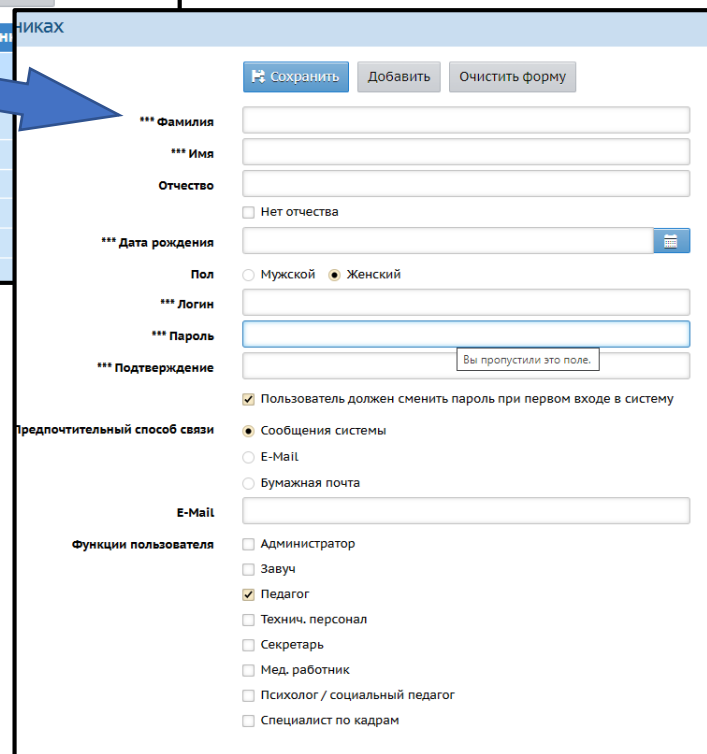 никах
Сохранить Добавить Очистить форму
*** Фамилия
*** Имя
Отчество
Нет отчества
*** Дата рождения
Пол Мужской Женский
*** Логин
*** Пароль
Вы пропустили это поле.
*** Подтверждение
Пользователь должен сменить пароль при первом входе в систему
Предпочтительный способ связи Сообщения системы
E-Mail
Бумажная почта
E-Mail
Функции пользователя Администратор
Завуч
Педагог
Технич. персонал
Секретарь
Мед. работник
Психолог / социальный педагог
Специалист по кадрам